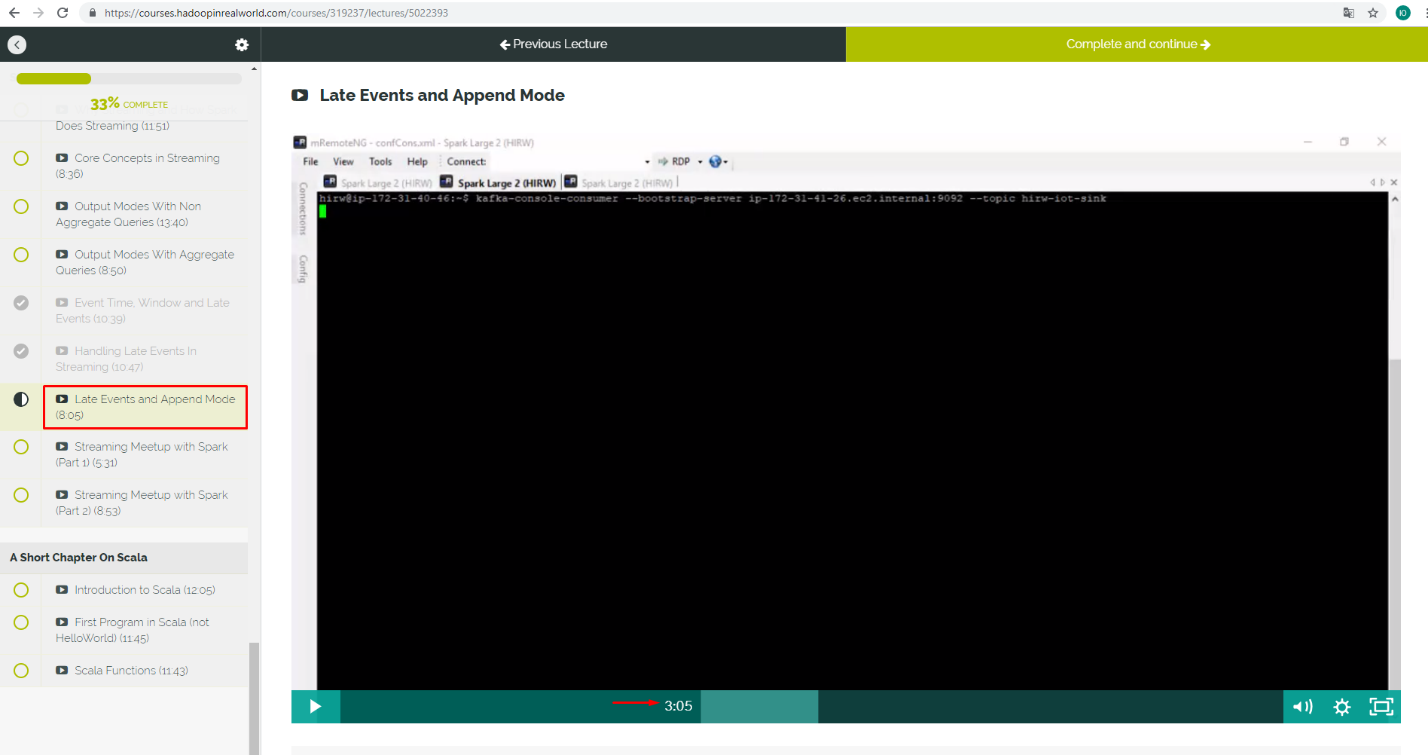 https://courses.hadoopinrealworld.com/courses/319237/lectures/5022393
Previous Lecture
Complete and continue
33% COMPLETE
Does Streaming (11:51)
Core Concepts in Streaming
(8:36)
Output Modes With Non
Aggregate Queries (13:40)
Output Modes With Aggregate
Queries (8:50)
Event Time, Window and Late
Events (10:39)
Handling Late Events In
Streaming (10:47)
Late Events and Append Mode
(8:05)
Streaming Meetup with Spark
(Part 1) (5:31)
Streaming Meetup with Spark
(Part 2) (8:53)
A Short Chapter On Scala
Introduction to Scala (12:05)
First Program in Scala (not
HelloWorld) (11:45)
Scala Functions (11:43)
Late Events and Append Mode
mRemoteNG - confCons.xml - Spark Large 2 (HIRW)
File View Tools Help Connect: RDP
Spark Large 2 (HIRW) Spark Large 2 (HIRW) Spark Large 2 (HIRW)
Connections
Config
hirw@ip-172-31-40-46:~$ kafka-console-consumer --bootstrap-server ip-172-31-41-26.ec2.internal:9092 --topic hirw-iot-sink
3:05